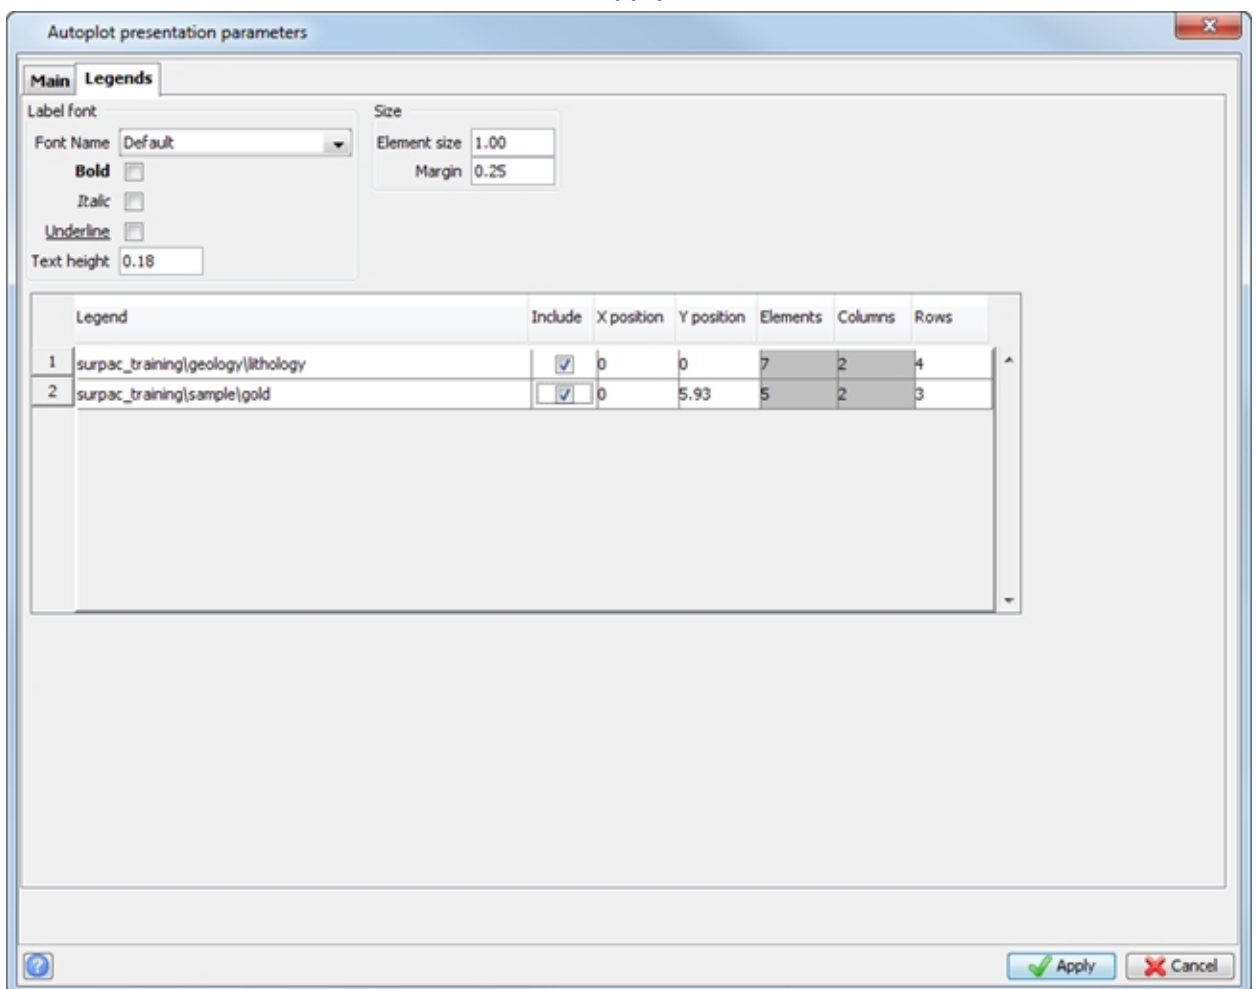 Autoplot presentation parameters
Main Legends
Label font
Font Name Default
Bold
Italic
Underline
Text height 0.18
Size
Element size 1.00
Margin 0.25
Legend Include X position Y position Elements Columns Rows
1 surpac_training\geology\lithology 0 0 7 2 4
2 surpac_training\sample\gold 0 5.93 5 2 3
Apply Cancel